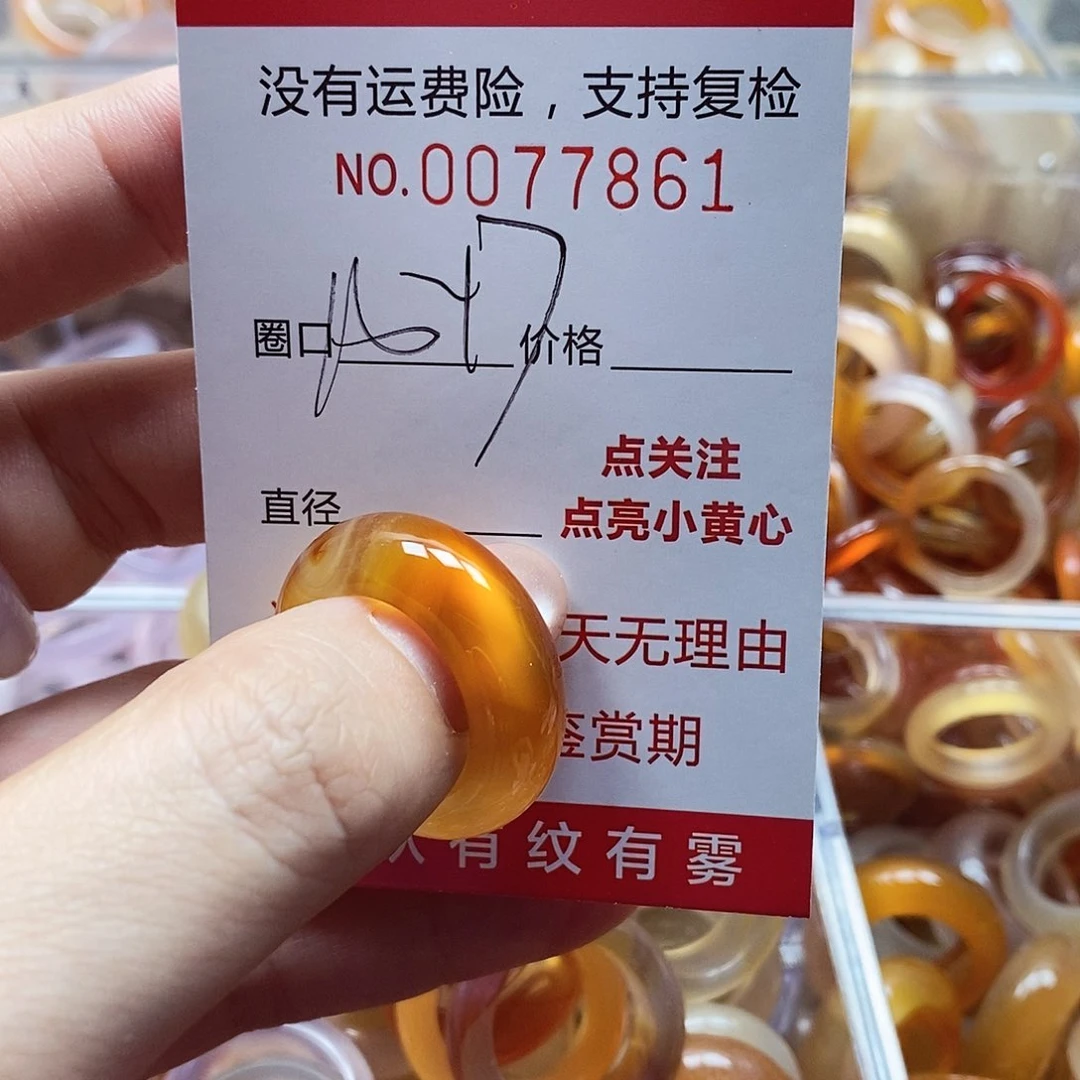 没有运费险，支持复检
NO.0077861
圈口 价格
点关注
直径
点亮小黄心
天无理由
鉴赏期
有纹有雾